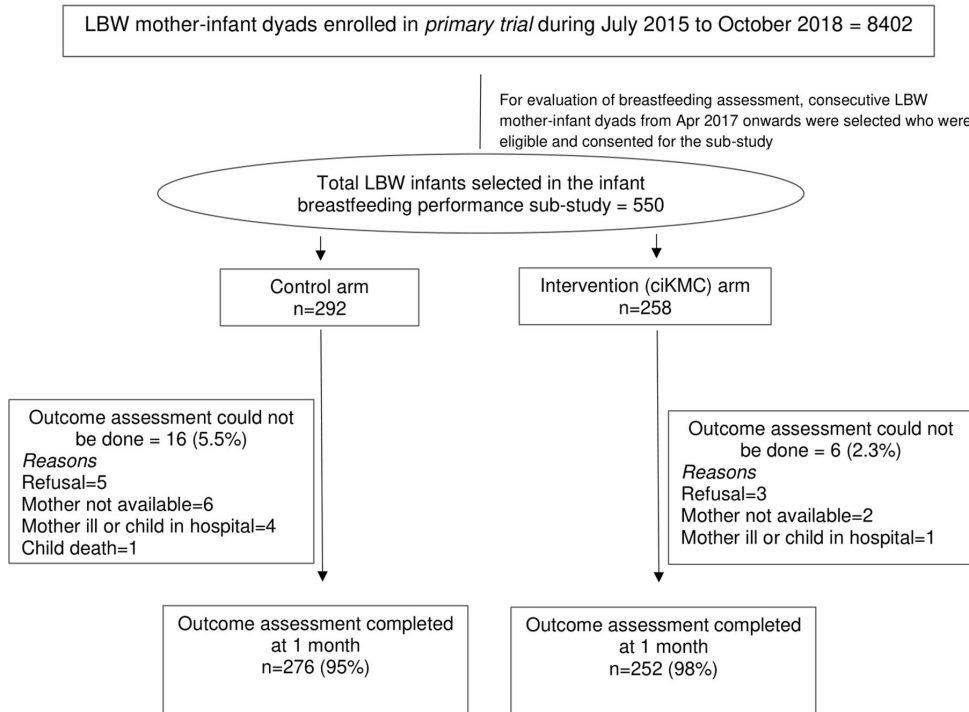 LBW mother-infant dyads enrolled in primary trial during July 2015 to October 2018 = 8402
For evaluation of breastfeeding assessment, consecutive LBW
mother-infant dyads from Apr 2017 onwards were selected who were
eligible and consented for the sub-study
Total LBW infants selected in the infant
breastfeeding performance sub-study = 550
Control arm
n=292
Intervention (ciKMC) arm
n=258
Outcome assessment could not
be done = 16 (5.5%)
Reasons
Refusal=5
Mother not available=6
Mother ill or child in hospital=4
Child death=1
Outcome assessment could not
be done = 6 (2.3%)
Reasons
Refusal=3
Mother not available=2
Mother ill or child in hospital=1
Outcome assessment completed
at 1 month
n=276 (95%)
Outcome assessment completed
at 1 month
n=252 (98%)